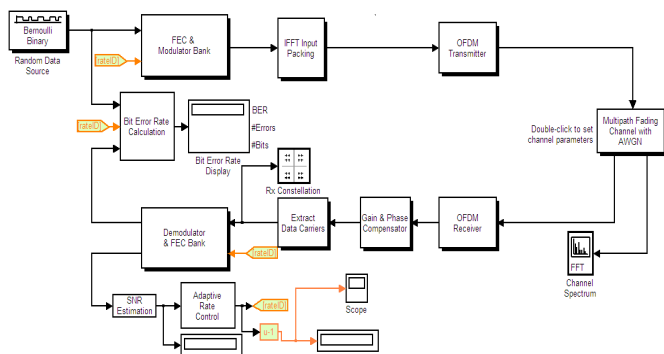 Bernoulli
Binary
Random Data
Source
[rateID]
FEC &
Modulator Bank
IFFT Input
Packing
OFDM
Transmitter
Double-click to set
channel parameters
Multipath Fading
Channel with
AWGN
[rateID]
Bit Error Rate
Calculation
BER
#Errors
#Bits
Bit Error Rate
Display
Rx Constellation
Demodulator
& FEC Bank
[rateID]
Extract
Data Carriers
Gain & Phase
Compensator
OFDM
Receiver
FFT
Channel
Spectrum
SNR
Estimation
Adaptive
Rate
Control
[rateID]
u-1
Scope